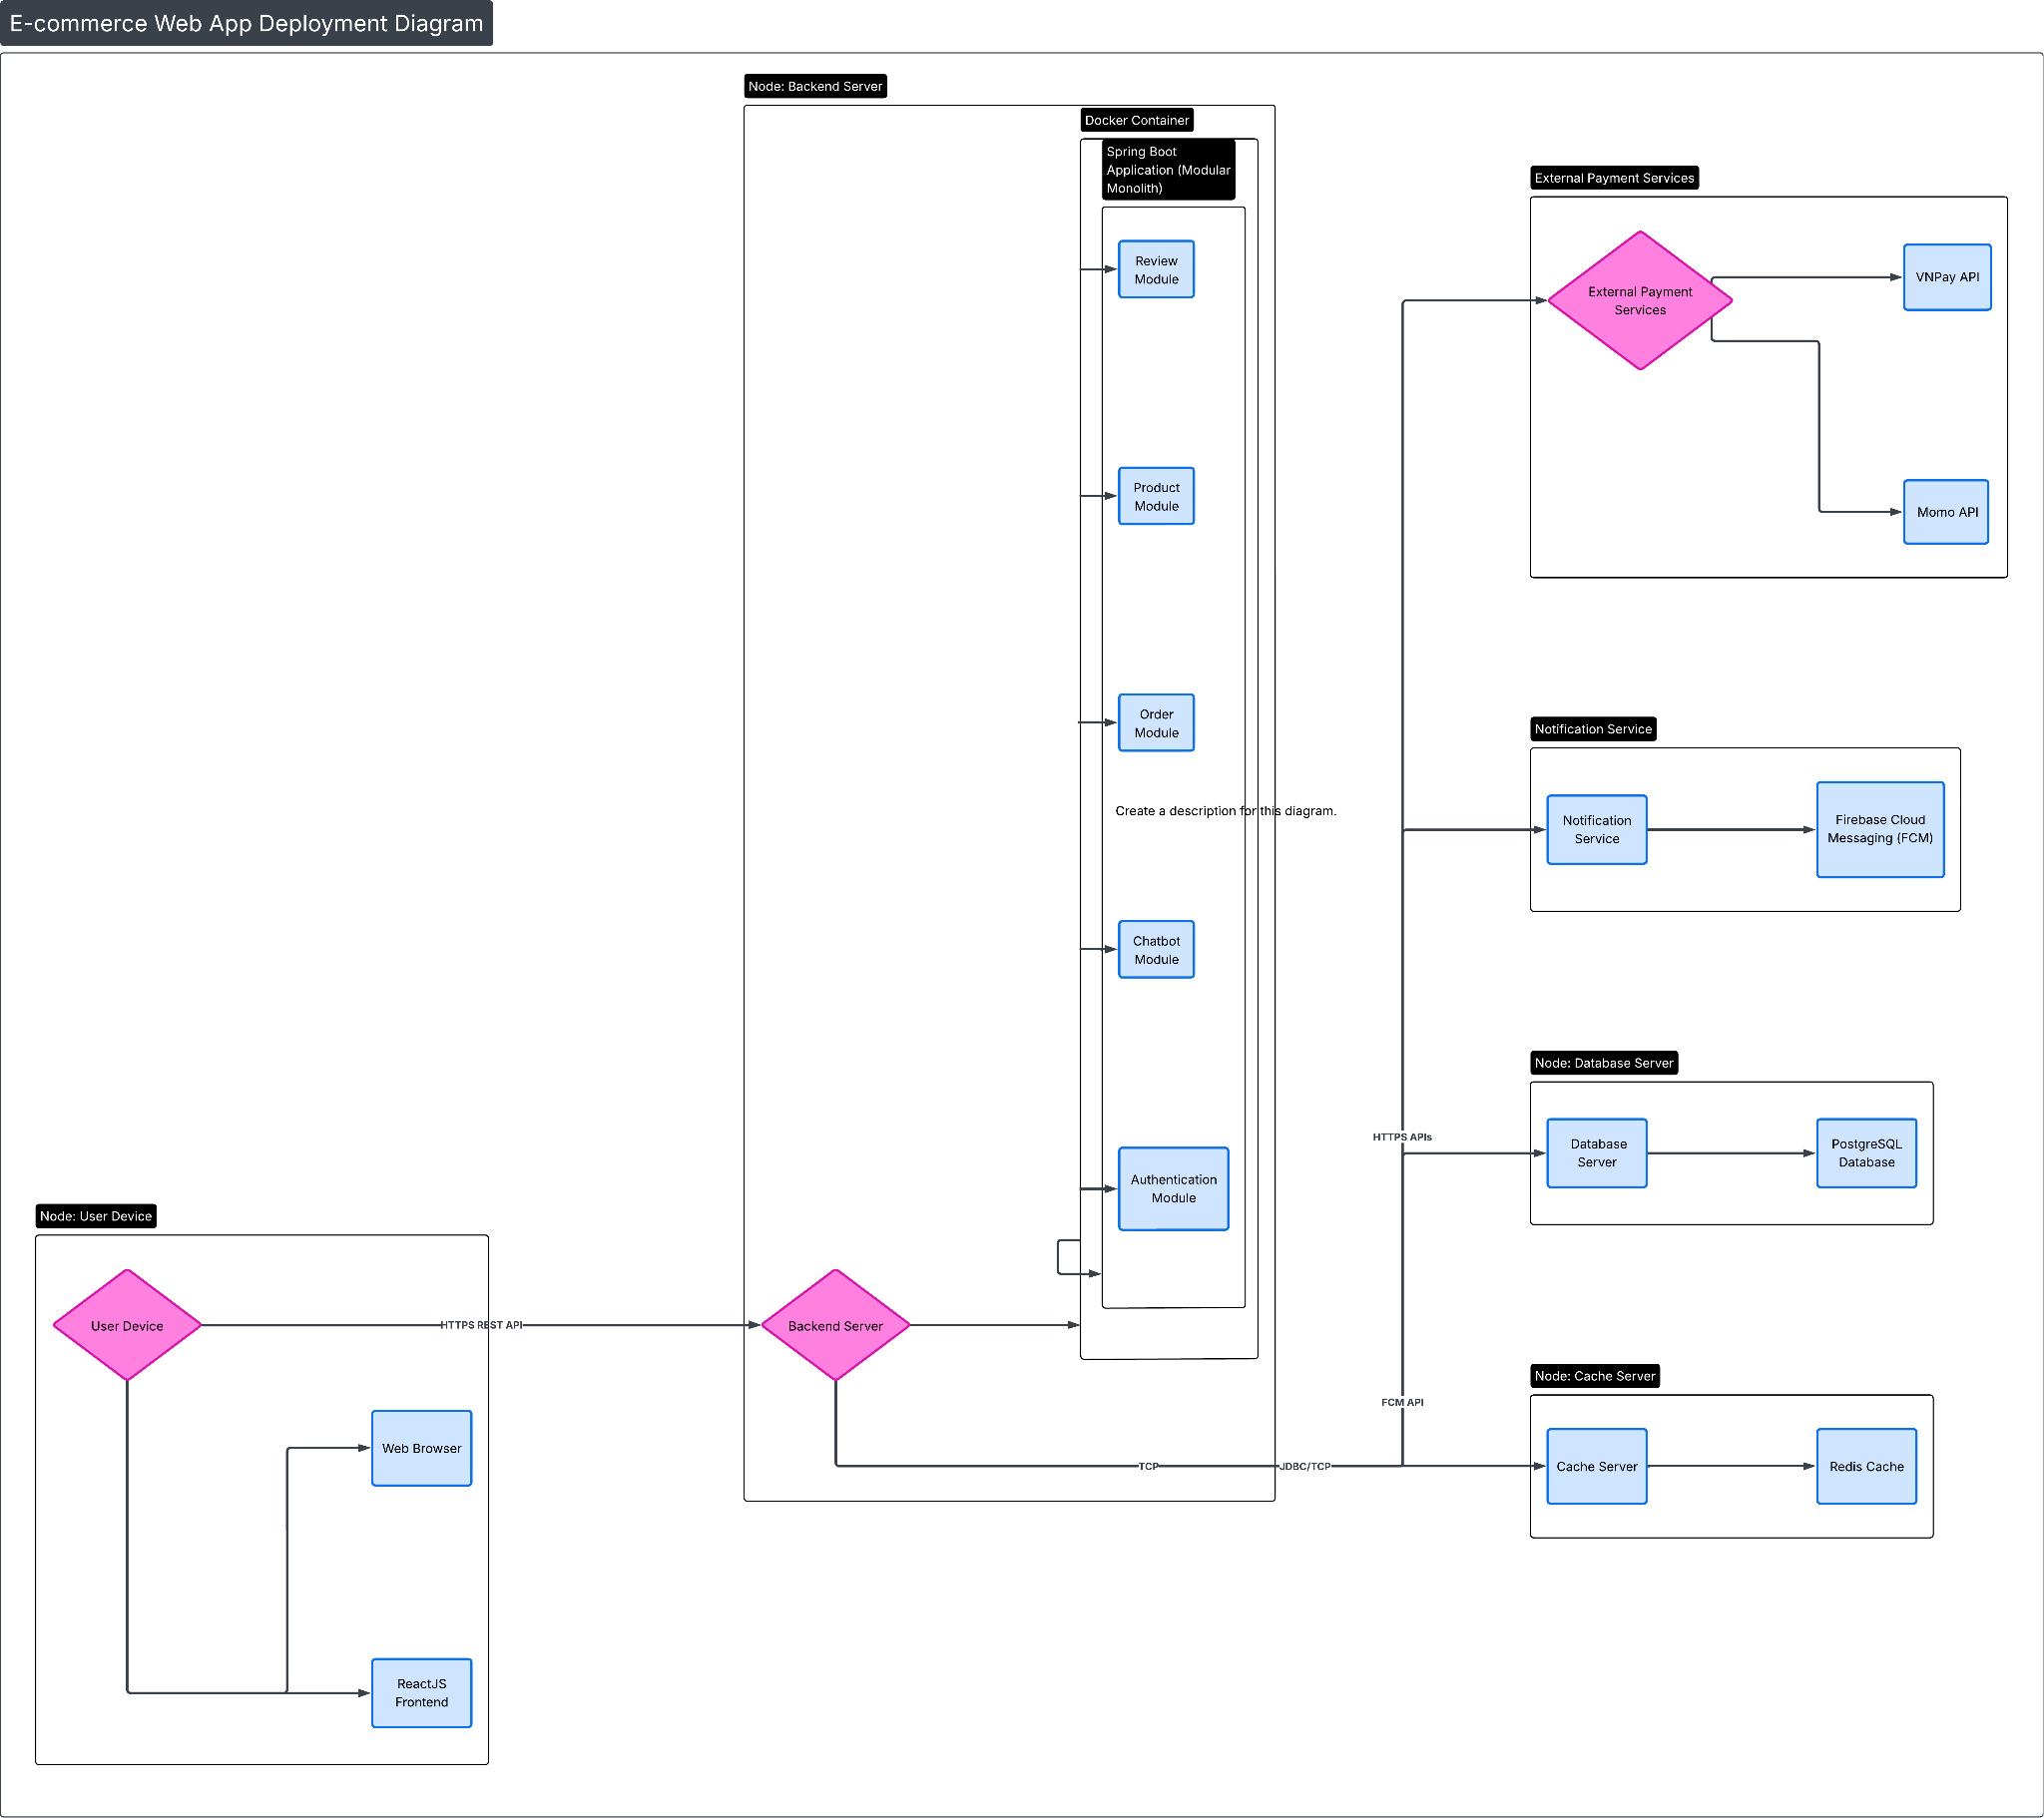 E-commerce Web App Deployment Diagram
Node: Backend Server
Docker Container
Spring Boot
Application (Modular
Monolith)
Review
Module
Product
Module
Order
Module
Create a description for this diagram.
Chatbot
Module
Authentication
Module
Backend Server
Node: User Device
User Device
HTTPS REST API
Web Browser
ReactJS
Frontend
TCP
JDBC/TCP
HTTPS APIs
FCM API
External Payment Services
External Payment
Services
VNPay API
Momo API
Notification Service
Notification
Service
Firebase Cloud
Messaging (FCM)
Node: Database Server
Database
Server
PostgreSQL
Database
Node: Cache Server
Cache Server
Redis Cache